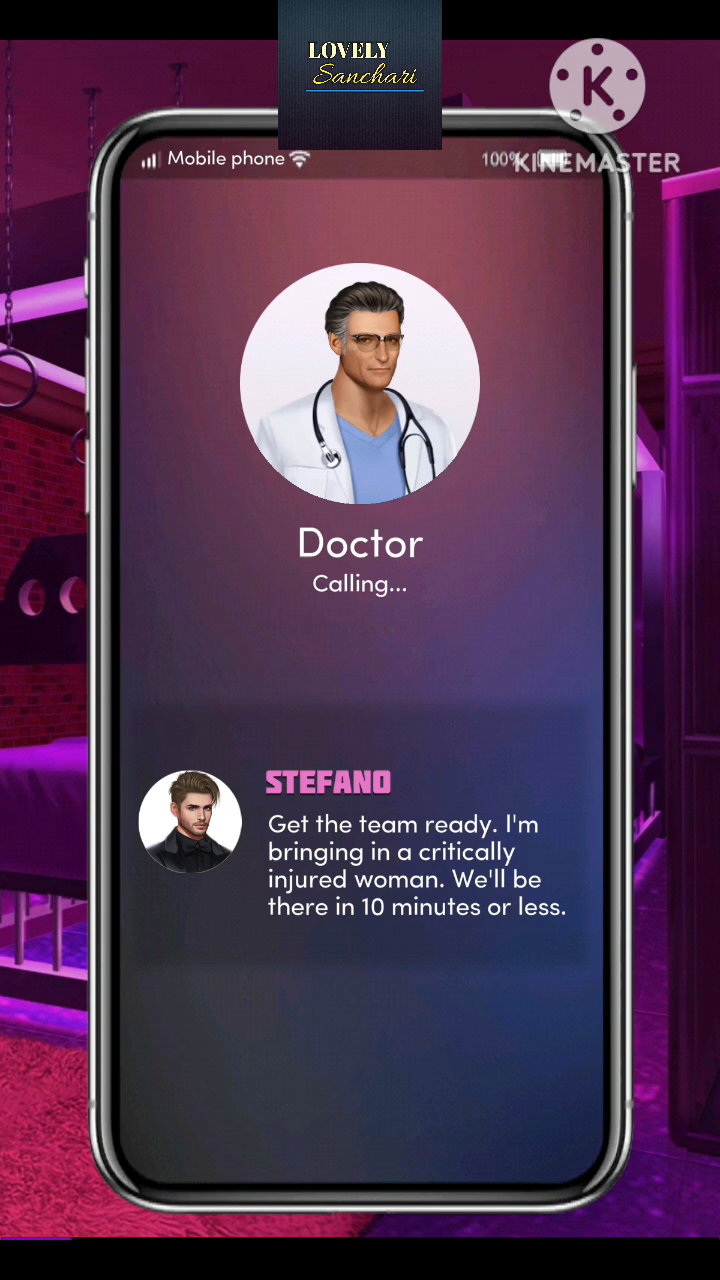 LOVELY
Sanchari
K
KINEMASTER
Mobile phone
100%
Doctor
Calling...
STEFANO
Get the team ready. I'm
bringing in a critically
injured woman. We'll be
there in 10 minutes or less.